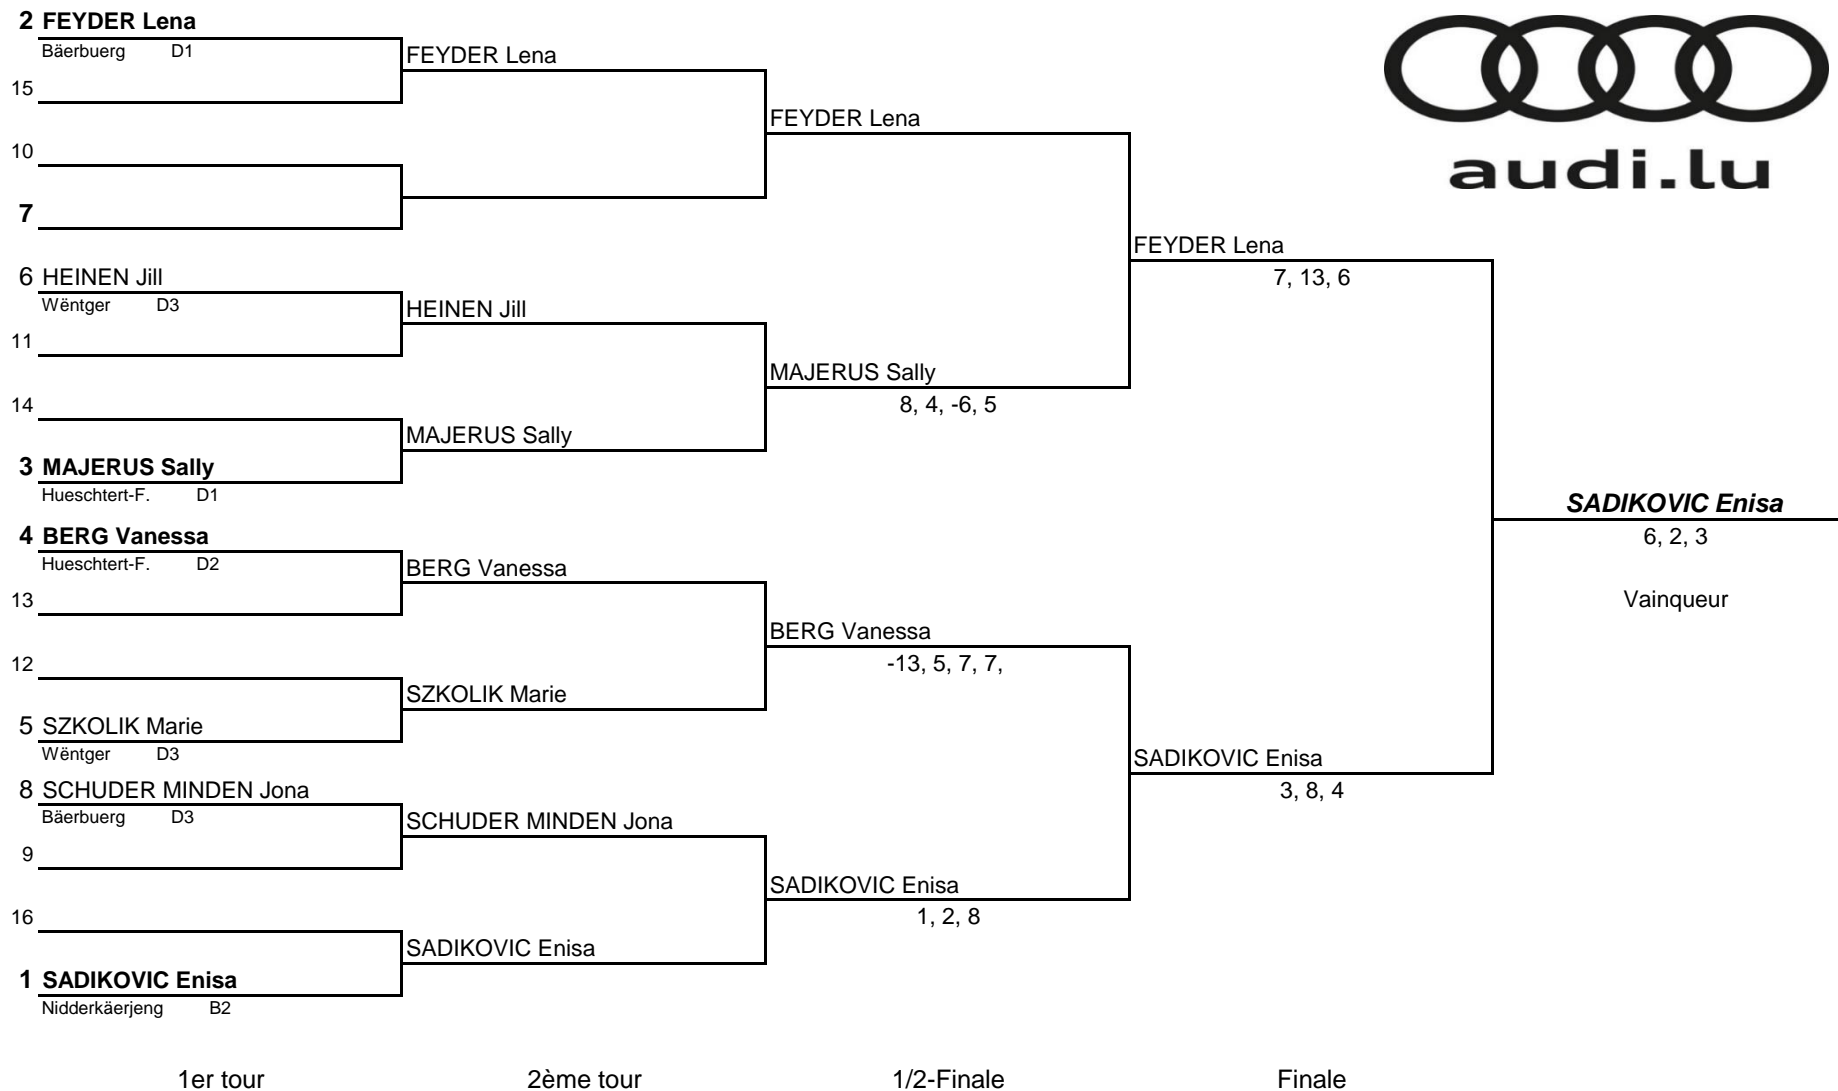 2 FEYDER Lena
Bäerbuerg D1
FEYDER Lena
15
FEYDER Lena
10
audi.lu
7
FEYDER Lena
7, 13, 6
6 HEINEN Jill
Wëntger D3
HEINEN Jill
11
MAJERUS Sally
8, 4, -6, 5
14
MAJERUS Sally
3 MAJERUS Sally
Hueschtert-F. D1
SADIKOVIC Enisa
6, 2, 3
4 BERG Vanessa
Hueschtert-F. D2
BERG Vanessa
13
Vainqueur
BERG Vanessa
-13, 5, 7, 7,
12
SZKOLIK Marie
5 SZKOLIK Marie
Wëntger D3
SADIKOVIC Enisa
3, 8, 4
8 SCHUDER MINDEN Jona
Bäerbuerg D3
SCHUDER MINDEN Jona
9
SADIKOVIC Enisa
1, 2, 8
16
SADIKOVIC Enisa
1 SADIKOVIC Enisa
Nidderkäerjeng B2
1er tour 2ème tour 1/2-Finale Finale